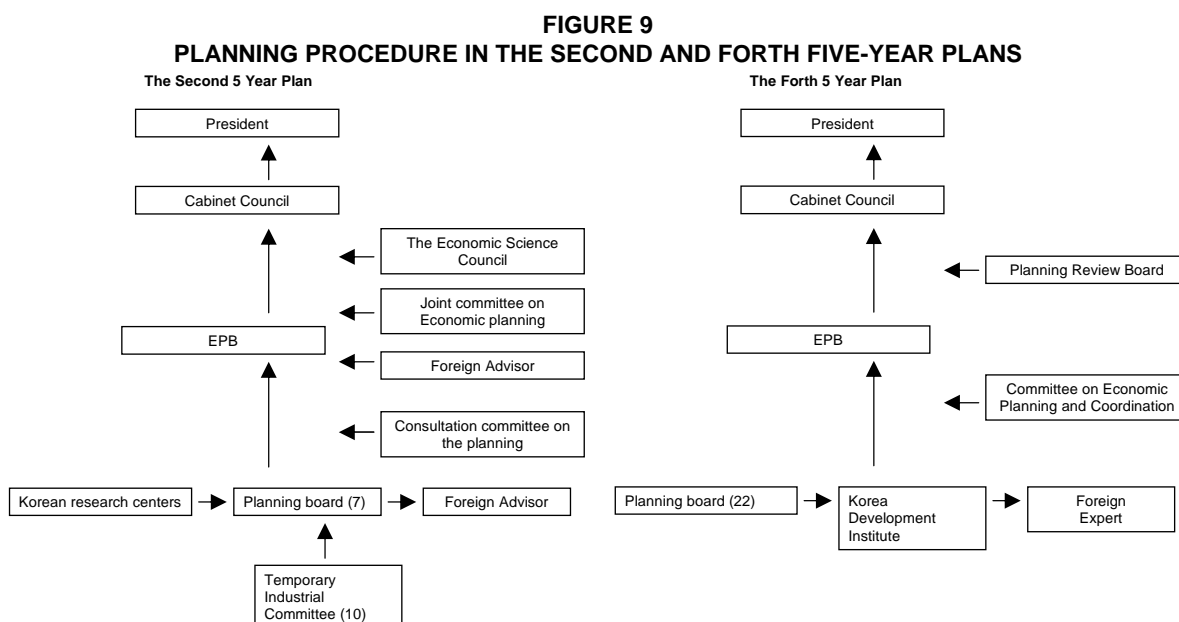 FIGURE 9
PLANNING PROCEDURE IN THE SECOND AND FORTH FIVE-YEAR PLANS
The Second 5 Year Plan
President
Cabinet Council
The Economic Science
Council
Joint committee on
Economic planning
EPB
Foreign Advisor
Consultation committee on
the planning
Korean research centers
Planning board (7)
Foreign Advisor
Temporary
Industrial
Committee (10)
The Forth 5 Year Plan
President
Cabinet Council
Planning Review Board
EPB
Committee on Economic
Planning and Coordination
Planning board (22)
Korea
Development
Institute
Foreign
Expert